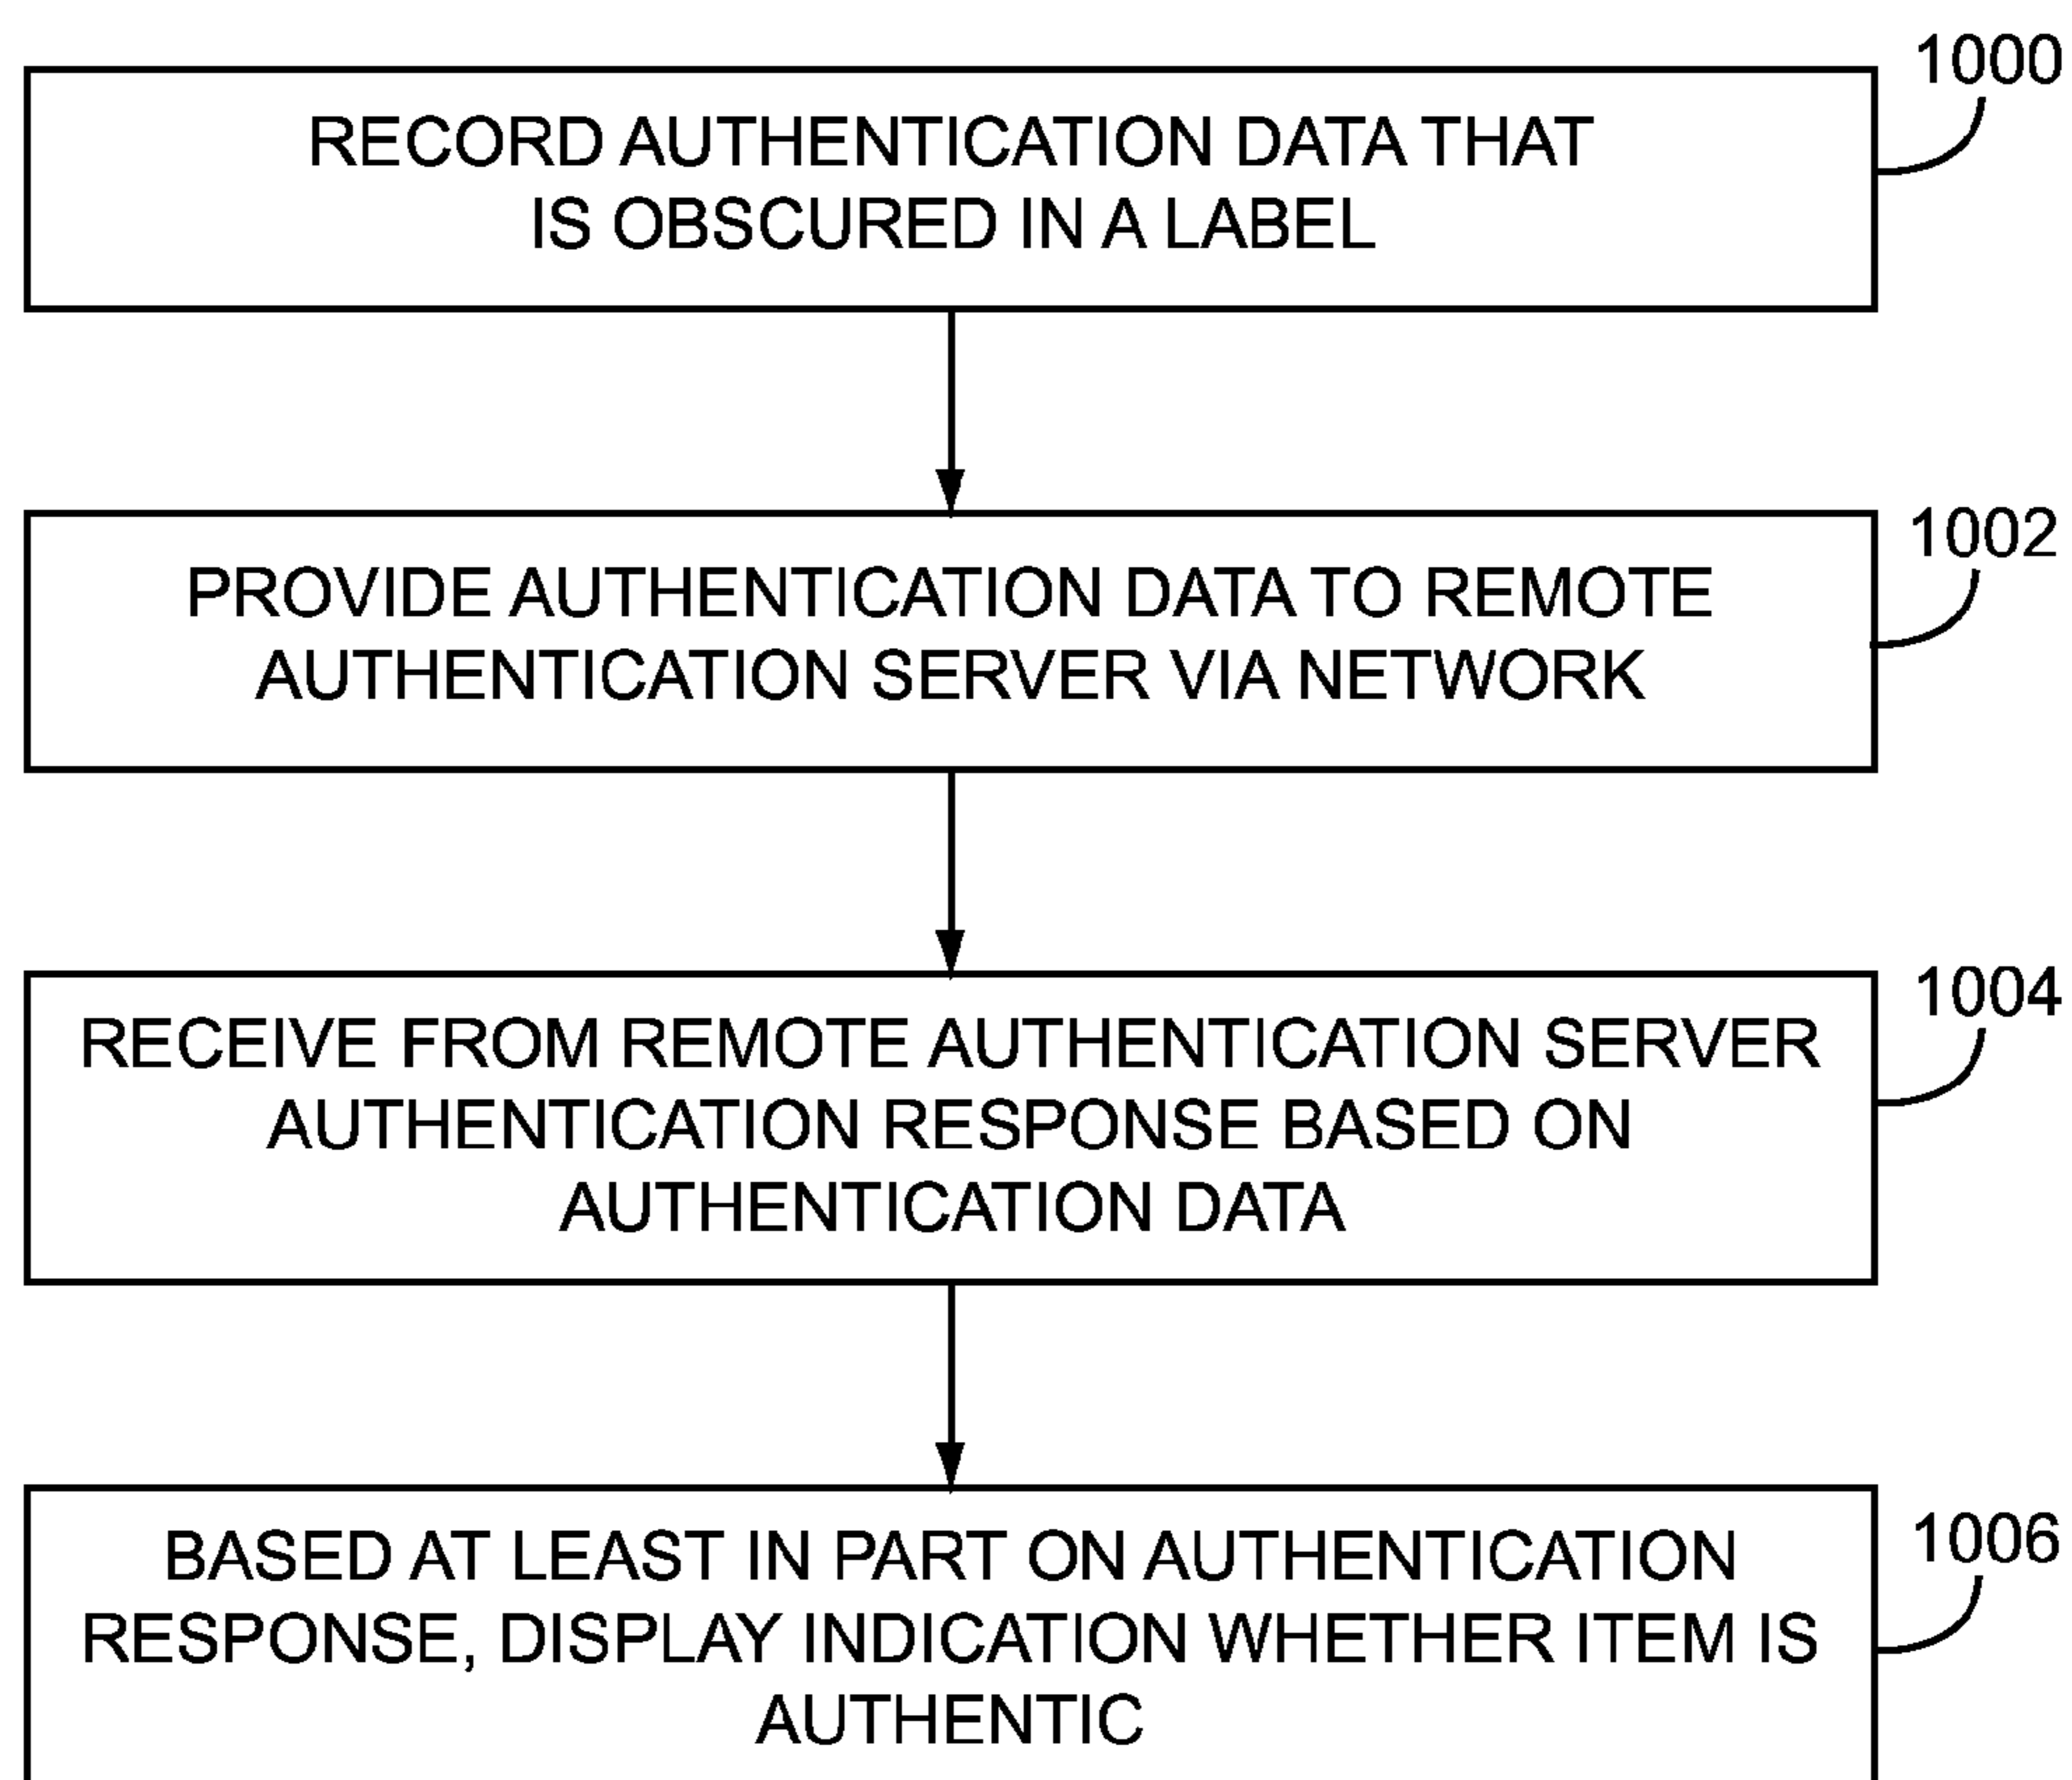 1000
RECORD AUTHENTICATION DATA THAT
IS OBSCURED IN A LABEL
1002
PROVIDE AUTHENTICATION DATA TO REMOTE
AUTHENTICATION SERVER VIA NETWORK
1004
RECEIVE FROM REMOTE AUTHENTICATION SERVER
AUTHENTICATION RESPONSE BASED ON
AUTHENTICATION DATA
1006
BASED AT LEAST IN PART ON AUTHENTICATION
RESPONSE, DISPLAY INDICATION WHETHER ITEM IS
AUTHENTIC